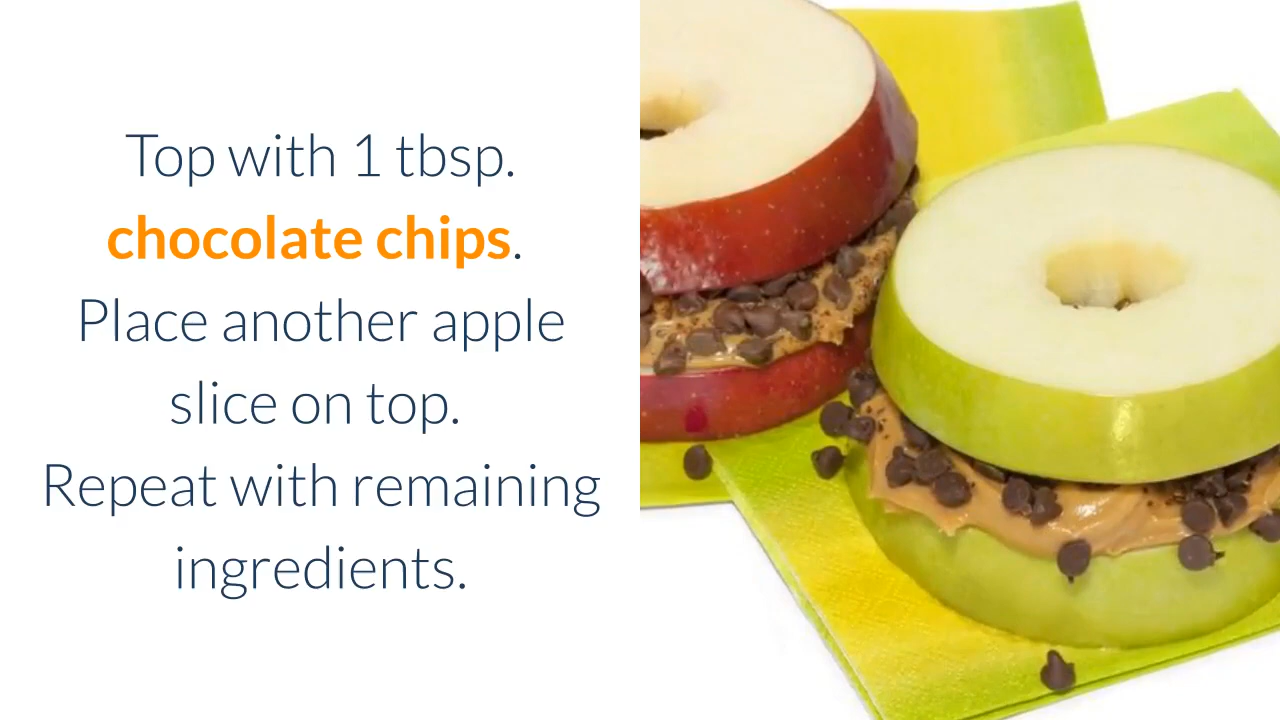 Top with 1 tbsp.
chocolate chips.
Place another apple
slice on top.
Repeat with remaining
ingredients.